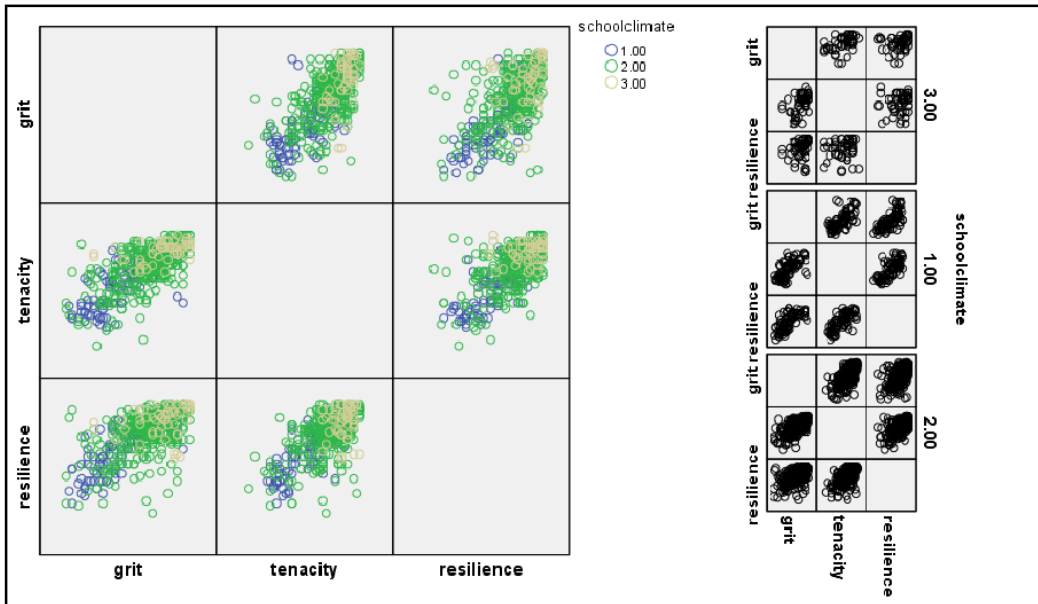 schoolclimate
1.00
2.00
3.00
grit
tenacity
resilience
grit
tenacity
resilience
grit
resilience
3.00
grit
resilience
1.00
grit
resilience
2.00
schoolclimate
grit
tenacity
resilience